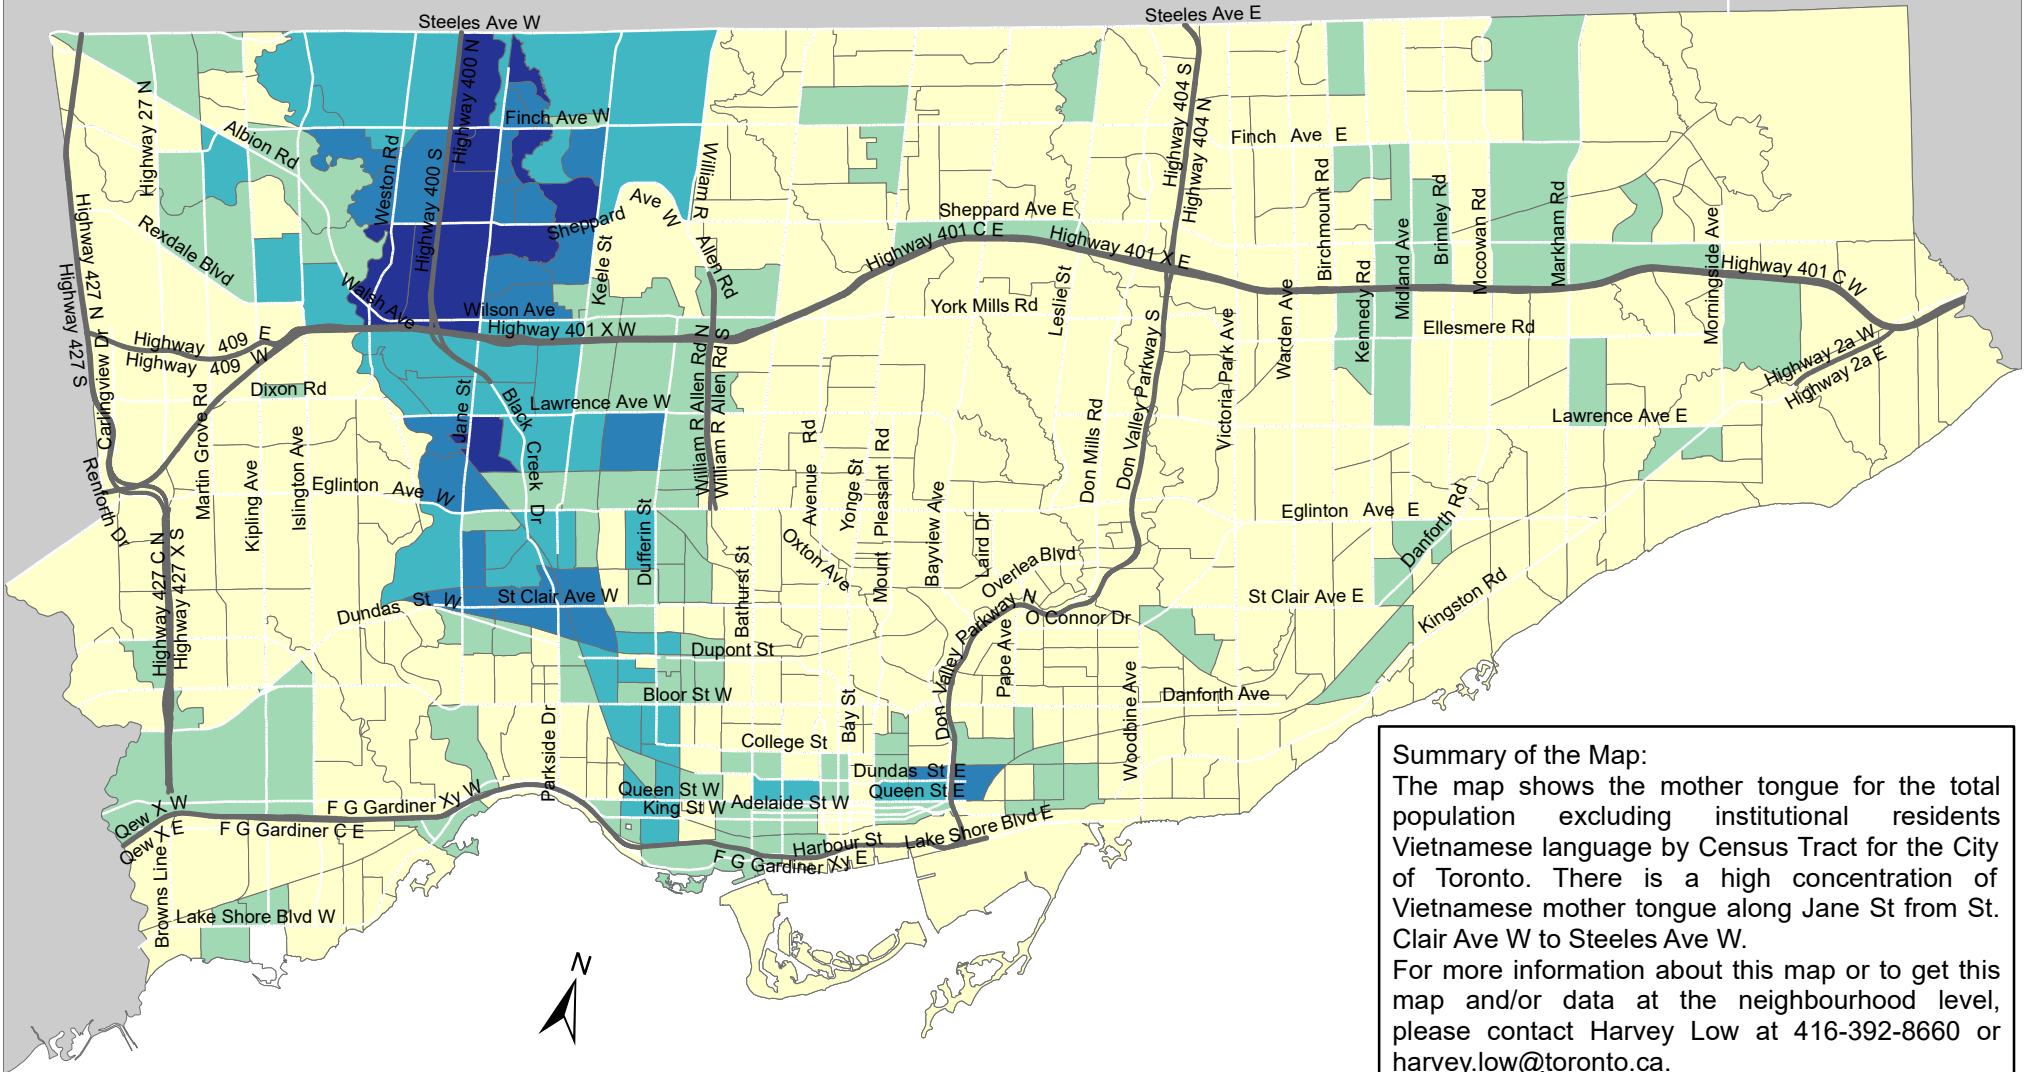 Steeles Ave W
Steeles Ave E
Highway 400 N
Highway 404 S
Highway 27 N
Finch Ave W
Highway 404 N
Albion Rd
Finch Ave E
Weston Rd
Highway 400 S
William R Allen Rd
Birchmount Rd
Brimley Rd
Mccowan Rd
Markham Rd
Highway 427 N
Sheppard Ave W
Sheppard Ave E
Midland Ave
Morningside Ave
Rexdale Blvd
Keele St
Highway 401 C E
Highway 401 X E
Highway 401 C W
Highway 427 S
Walsh Ave
Wilson Ave
Leslie St
Kennedy Rd
York Mills Rd
Warden Ave
Ellesmere Rd
Highway 401 X W
Highway 409 E
Highway 409 W
Carlingview Dr
Victoria Park Ave
Highway 2a W
Highway 2a E
Dixon Rd
Martin Grove Rd
Jane St
Black Creek Dr
Lawrence Ave W
William R Allen Rd N
William R Allen Rd S
Don Mills Rd
Don Valley Parkway S
Lawrence Ave E
Renforth Dr
Kipling Ave
Islington Ave
Eglinton Ave W
Avenue Rd
Yonge St
Mount Pleasant Rd
Bayview Ave
Laird Dr
Eglinton Ave E
Danforth Rd
Highway 427 C N
Highway 427 X S
Dufferin St
Bathurst St
Oxton Ave
Overlea Blvd
Dundas St W
St Clair Ave W
St Clair Ave E
Kingston Rd
O Connor Dr
Don Valley Parkway N
Pape Ave
Dupont St
Bloor St W
Woodbine Ave
Danforth Ave
Parkside Dr
Bay St
College St
Dundas St E
Queen St W
Queen St E
King St W
Adelaide St W
Qew X W
Qew X E
F G Gardiner Xy W
F G Gardiner C E
Harbour St
Lake Shore Blvd E
F G Gardiner Xy E
Browns Line
Lake Shore Blvd W
N
Summary of the Map:
The map shows the mother tongue for the total
population excluding institutional residents
Vietnamese language by Census Tract for the City
of Toronto. There is a high concentration of
Vietnamese mother tongue along Jane St from St.
Clair Ave W to Steeles Ave W.
For more information about this map or to get this
map and/or data at the neighbourhood level,
please contact Harvey Low at 416-392-8660 or
harvey.low@toronto.ca.